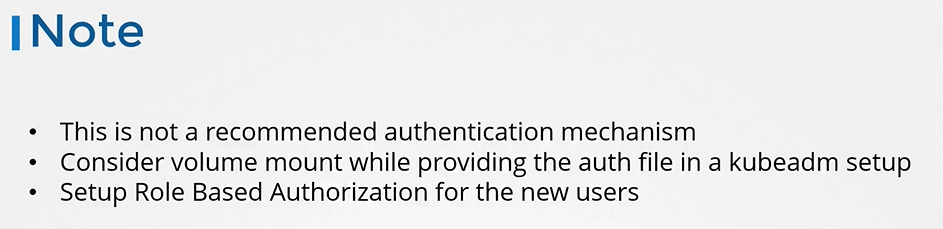 Note
• This is not a recommended authentication mechanism
• Consider volume mount while providing the auth file in a kubeadm setup
• Setup Role Based Authorization for the new users